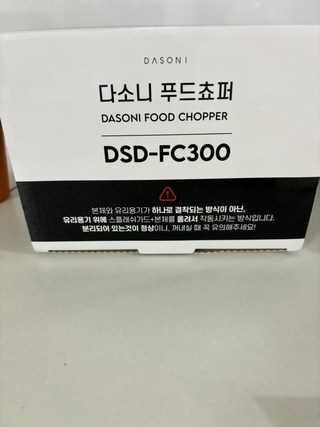 DASONI
다소니 푸드쵸퍼
DASONI FOOD CHOPPER
DSD-FC300
본체와 유리용기가 하나로 결착되는 방식이 아닌,
유리용기 위에 스플래쉬가드+본체를 올려서 작동시키는 방식입니다.
분리되어 있는것이 정상이니, 꺼내실 때 꼭 유의해주세요!